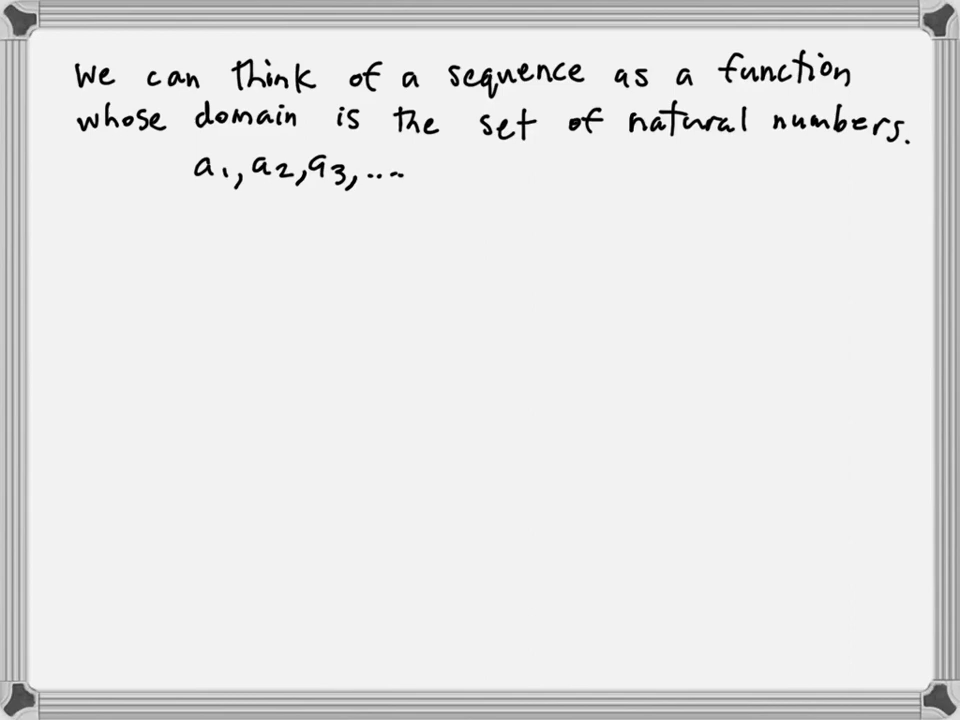 We can think of a sequence as a function
whose domain is the set of natural numbers.
a1, a2, a3, ....